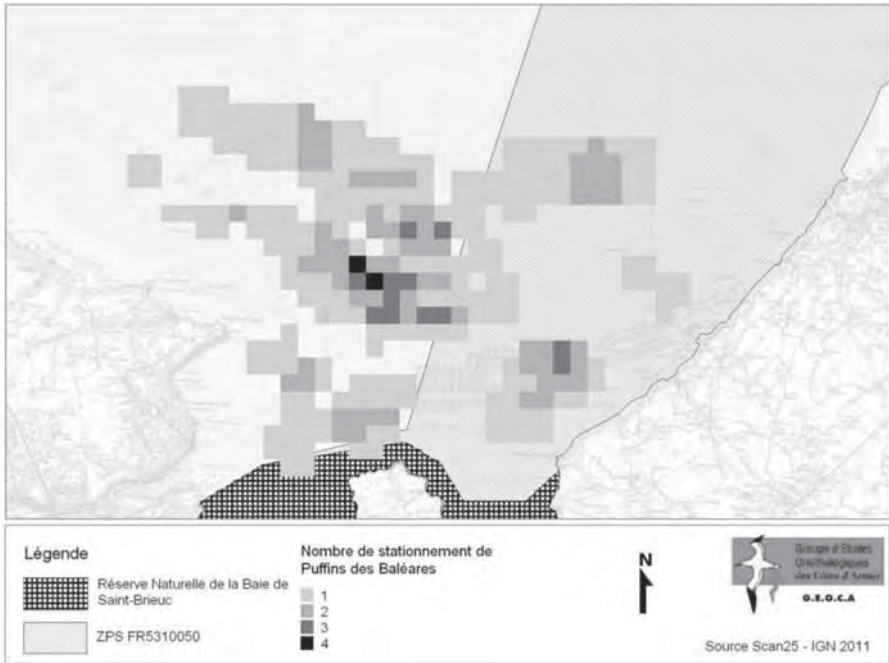 Légende
Réserve Naturelle de la Baie de
Saint-Brieuc
ZPS FR5310050
Nombre de stationnement de
Puffins des Baléares
1
2
3
4
N
Groupe d'Etudes
Ornithologiques
des Côtes d'Armor
G.E.O.C.A
Source Scan25 - IGN 2011